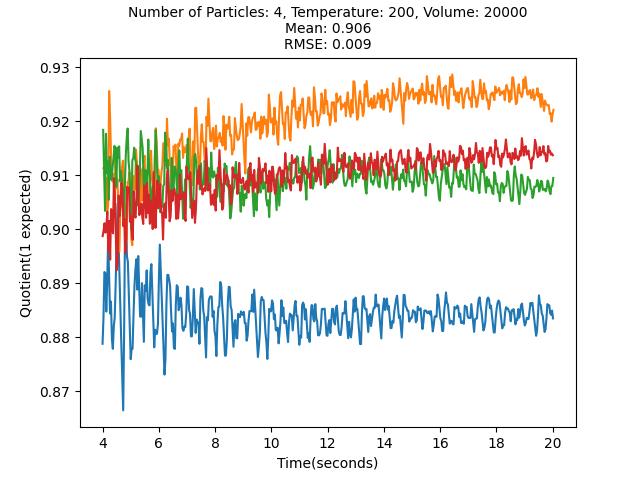 Number of Particles: 4, Temperature: 200, Volume: 20000
Mean: 0.906
RMSE: 0.009
0.93
0.92
0.91
0.90
0.89
0.88
0.87
Quotient(1 expected)
4 6 8 10 12 14 16 18 20
Time(seconds)